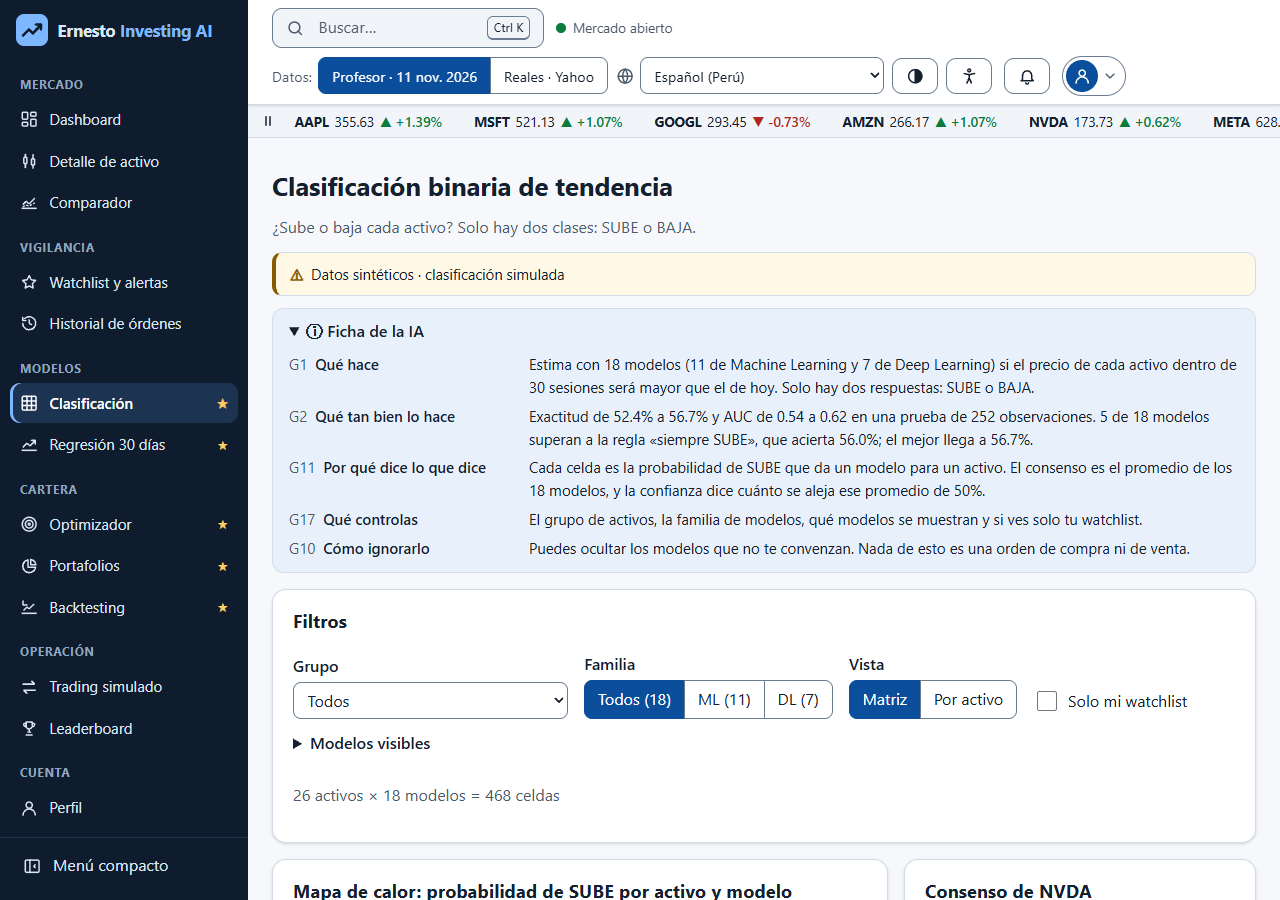 Ernesto Investing AI
MERCADO
Dashboard
Detalle de activo
Comparador
VIGILANCIA
Watchlist y alertas
Historial de órdenes
MODELOS
Clasificación
Regresión 30 días
CARTERA
Optimizador
Portafolios
Backtesting
OPERACIÓN
Trading simulado
Leaderboard
CUENTA
Perfil
Menú compacto
Buscar... Ctrl K Mercado abierto
Datos: Profesor · 11 nov. 2026 Reales · Yahoo Español (Perú)
AAPL 355.63 ▲ +1.39% MSFT 521.13 ▲ +1.07% GOOGL 293.45 ▼ -0.73% AMZN 266.17 ▲ +1.07% NVDA 173.73 ▲ +0.62% META 628.
Clasificación binaria de tendencia
¿Sube o baja cada activo? Solo hay dos clases: SUBE o BAJA.
Datos sintéticos · clasificación simulada
Ficha de la IA
G1 Qué hace
Estima con 18 modelos (11 de Machine Learning y 7 de Deep Learning) si el precio de cada activo dentro de
30 sesiones será mayor que el de hoy. Solo hay dos respuestas: SUBE o BAJA.
G2 Qué tan bien lo hace
Exactitud de 52.4% a 56.7% y AUC de 0.54 a 0.62 en una prueba de 252 observaciones. 5 de 18 modelos
superan a la regla «siempre SUBE», que acierta 56.0%; el mejor llega a 56.7%.
G11 Por qué dice lo que dice
Cada celda es la probabilidad de SUBE que da un modelo para un activo. El consenso es el promedio de los
18 modelos, y la confianza dice cuánto se aleja ese promedio de 50%.
G17 Qué controlas
El grupo de activos, la familia de modelos, qué modelos se muestran y si ves solo tu watchlist.
G10 Cómo ignorarlo
Puedes ocultar los modelos que no te convenzan. Nada de esto es una orden de compra ni de venta.
Filtros
Grupo
Todos
Familia
Todos (18) ML (11) DL (7)
Vista
Matriz Por activo
Solo mi watchlist
Modelos visibles
26 activos × 18 modelos = 468 celdas
Mapa de calor: probabilidad de SUBE por activo y modelo
Consenso de NVDA